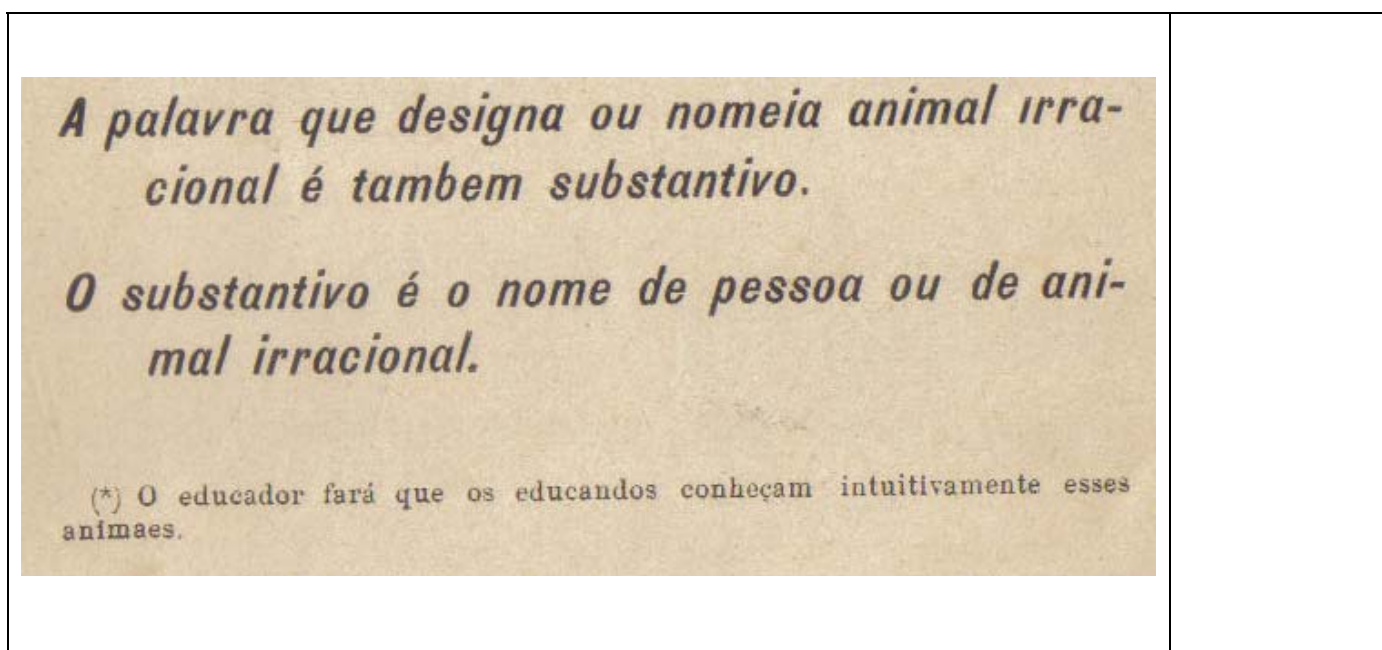 A palavra que designa ou nomeia animal irra-
cional é tambem substantivo.
O substantivo é o nome de pessoa ou de ani-
mal irracional.
(*) O educador fará que os educandos conheçam intuitivamente esses
animaes.